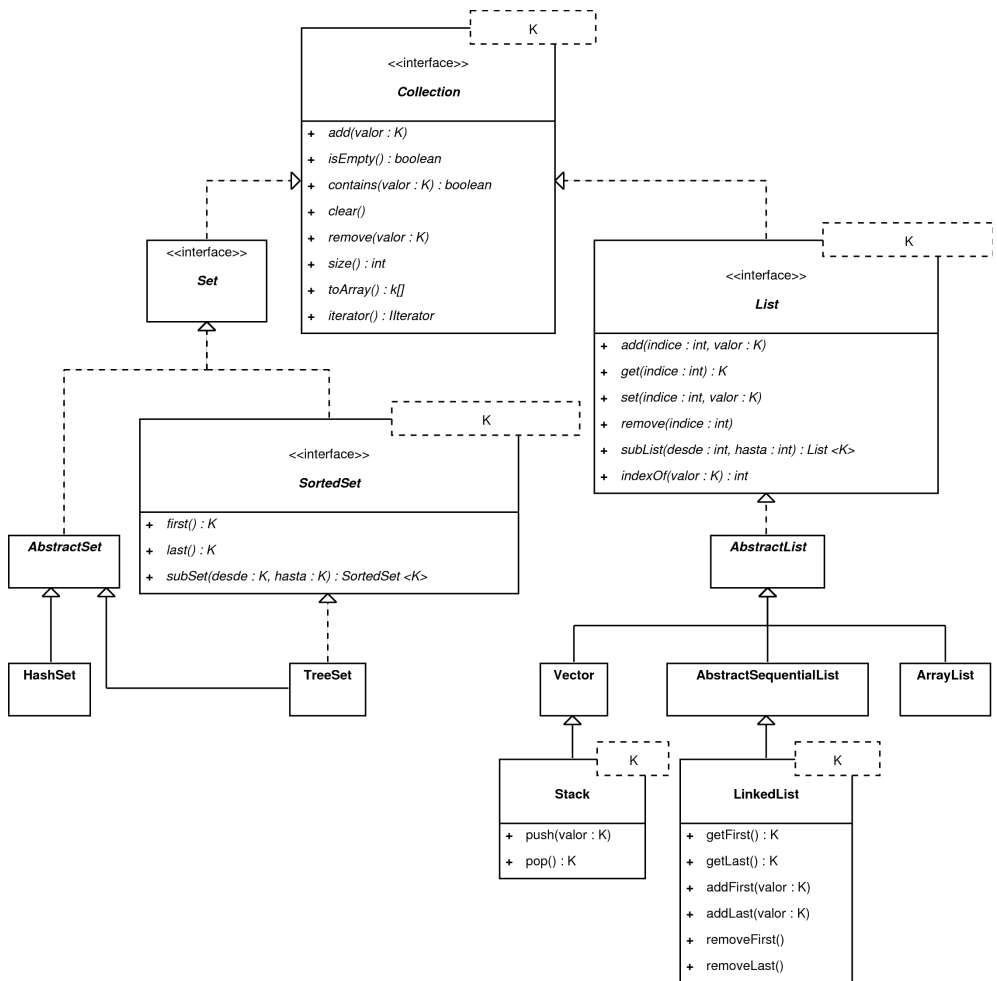 K
<<interface>>
Collection
+ add(valor : K)
+ isEmpty() : boolean
+ contains(valor : K) : boolean
+ clear()
+ remove(valor : K)
+ size() : int
+ toArray() : k[]
+ iterator() : IIterator
<<interface>>
Set
K
<<interface>>
List
+ add(indice : int, valor : K)
+ get(indice : int) : K
+ set(indice : int, valor : K)
+ remove(indice : int)
+ subList(desde : int, hasta : int) : List <K>
+ indexOf(valor : K) : int
K
<<interface>>
SortedSet
+ first() : K
+ last() : K
+ subSet(desde : K, hasta : K) : SortedSet <K>
AbstractSet
AbstractList
HashSet
TreeSet
Vector
AbstractSequentialList
ArrayList
K
Stack
+ push(valor : K)
+ pop() : K
K
LinkedList
+ getFirst() : K
+ getLast() : K
+ addFirst(valor : K)
+ addLast(valor : K)
+ removeFirst()
+ removeLast()